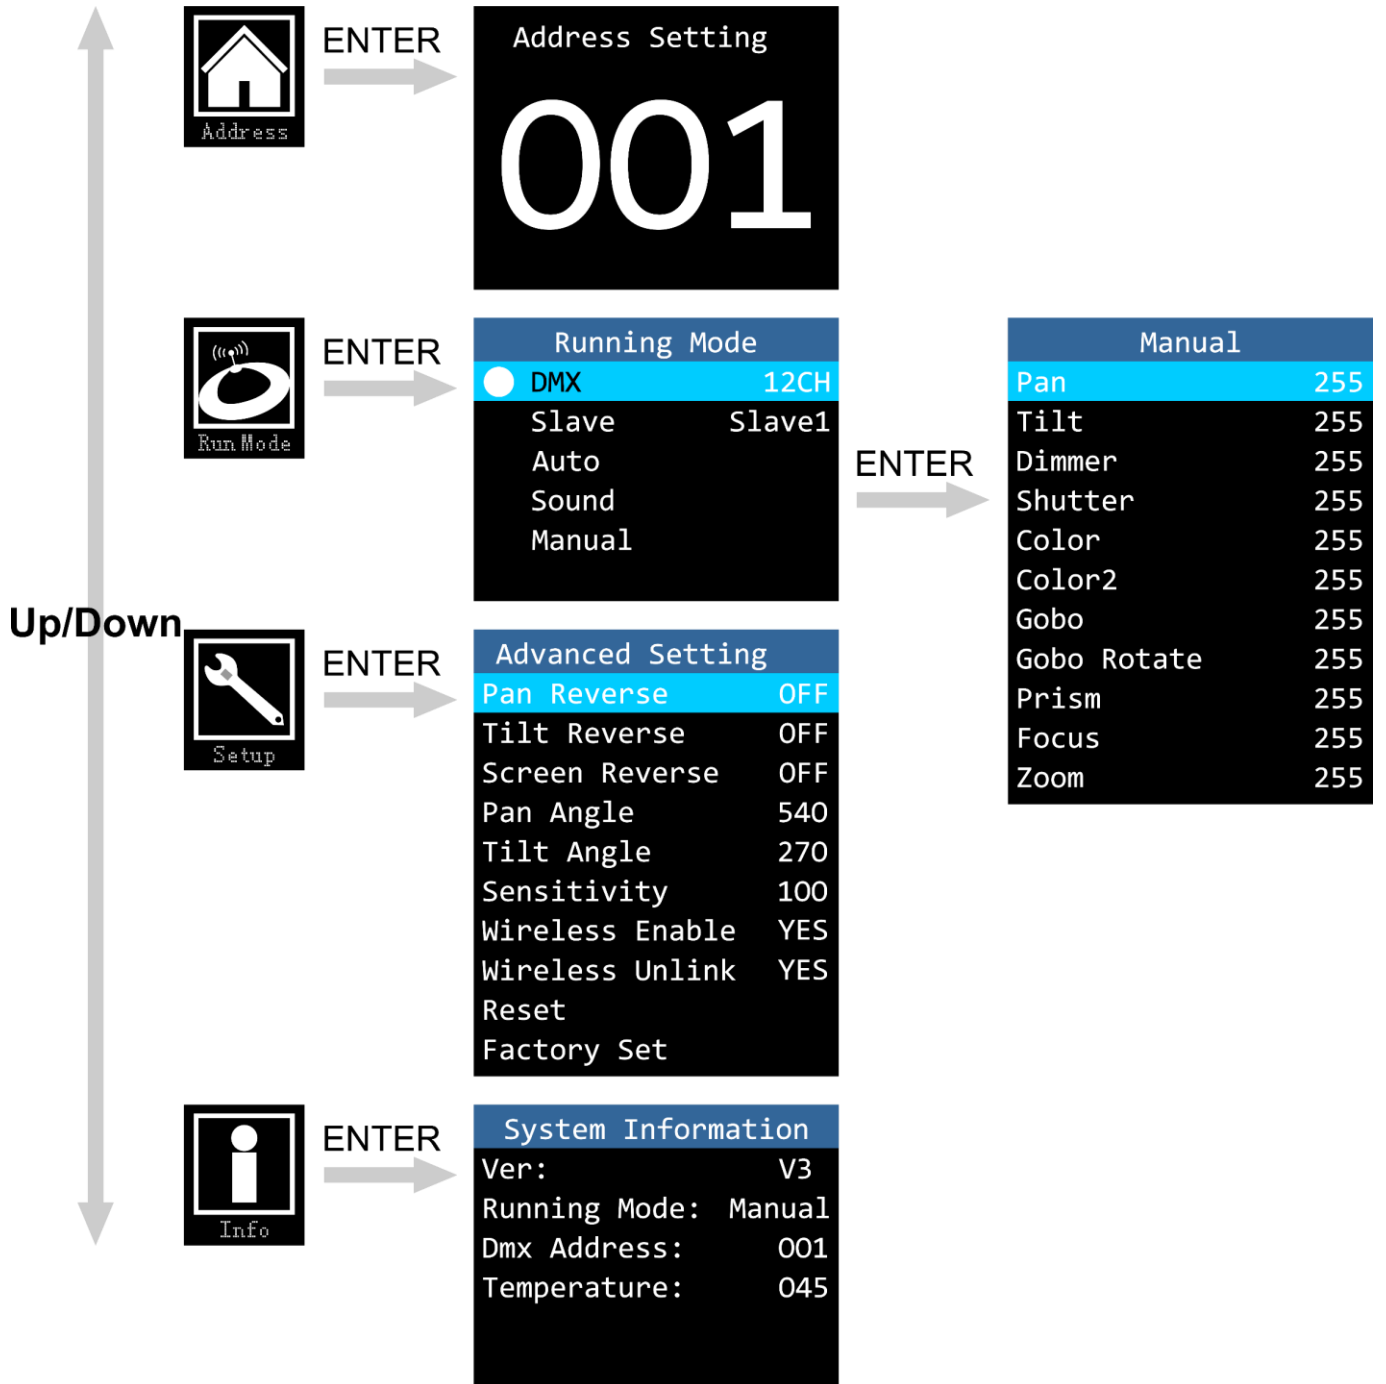 ENTER
Address Setting
001
Address
ENTER
Running Mode
DMX 12CH
Slave Slave1
Auto
Sound
Manual
Run Mode
ENTER
Manual
Pan 255
Tilt 255
Dimmer 255
Shutter 255
Color 255
Color2 255
Gobo 255
Gobo Rotate 255
Prism 255
Focus 255
Zoom 255
Up/Down
ENTER
Advanced Setting
Pan Reverse OFF
Tilt Reverse OFF
Screen Reverse OFF
Pan Angle 540
Tilt Angle 270
Sensitivity 100
Wireless Enable YES
Wireless Unlink YES
Reset
Factory Set
Setup
ENTER
System Information
Ver: V3
Running Mode: Manual
Dmx Address: 001
Temperature: 045
Info